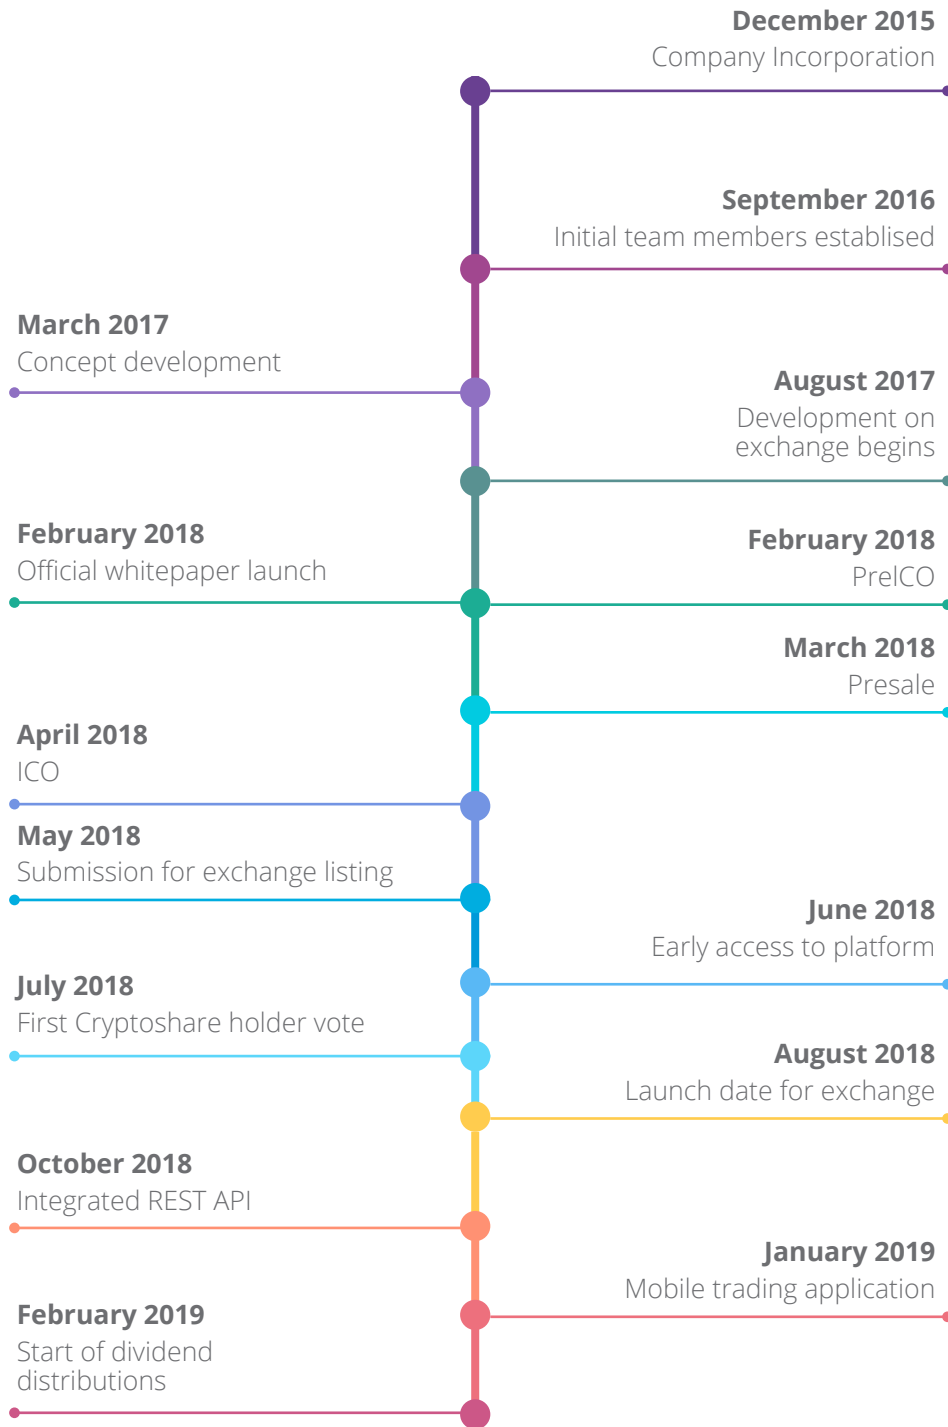 December 2015
Company Incorporation
September 2016
Initial team members establised
March 2017
Concept development
August 2017
Development on
exchange begins
February 2018
Official whitepaper launch
February 2018
PreICO
March 2018
Presale
April 2018
ICO
May 2018
Submission for exchange listing
June 2018
Early access to platform
July 2018
First Cryptoshare holder vote
August 2018
Launch date for exchange
October 2018
Integrated REST API
January 2019
Mobile trading application
February 2019
Start of dividend
distributions